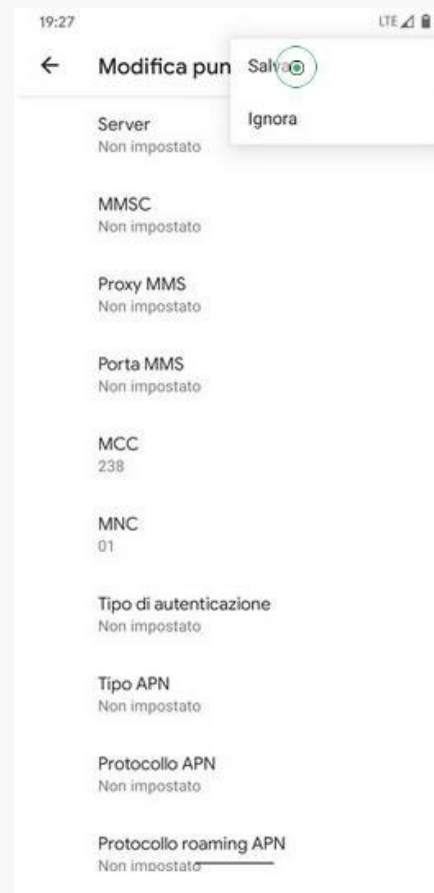 19:27 LTE
Modifica pun
Salva
Ignora
Server
Non impostato
MMSC
Non impostato
Proxy MMS
Non impostato
Porta MMS
Non impostato
MCC
238
MNC
01
Tipo di autenticazione
Non impostato
Tipo APN
Non impostato
Protocollo APN
Non impostato
Protocollo roaming APN
Non impostato